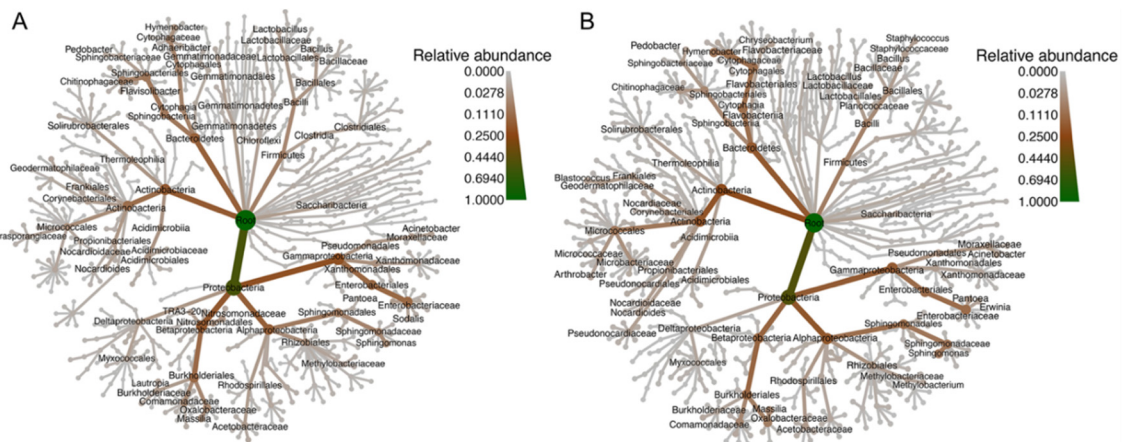 A
Hymenobacter
Cytophagaceae
Adhaeribacter
Lactobacillus
Lactobacillaceae
Pedobacter
Sphingobacteriaceae
Gemmatimonadaceae
Lactobacillales
Bacillus
Bacillaceae
Cytophagales
Sphingobacteriales
Chitinophagaceae
Gemmatimonadales
Bacillales
Flavisolibacter
Cytophagia
Gemmatimonadetes
Bacilli
Sphingobacteriia
Solirubrobacterales
Gemmatimonadetes
Clostridiales
Bacteroidetes
Chloroflexi
Clostridia
Firmicutes
Thermoleophilia
Geodermatophilaceae
Frankiales
Actinobacteria
Corynebacteriales
Actinobacteria
Saccharibacteria
Root
Micrococcales
Acidimicrobiia
Acinetobacter
Moraxellaceae
Propionibacteriales
Pseudomonadales
Nocardioidaceae
Acidimicrobiaceae
Gammaproteobacteria
Acidimicrobiales
Xanthomonadaceae
Nocardioides
Xanthomonadales
Proteobacteria
Enterobacteriales
Pantoea
Enterobacteriaceae
TRA3-20
Nitrosomonadaceae
Sphingomonadales
Sodalis
Deltaproteobacteria
Nitrosomonadales
Betaproteobacteria
Alphaproteobacteria
Sphingomonadaceae
Rhizobiales
Sphingomonas
Myxococcales
Methylobacteriaceae
Burkholderiales
Lautropia
Rhodospirillales
Burkholderiaceae
Comamonadaceae
Oxalobacteraceae
Massilia
Acetobacteraceae
Relative abundance
0.0000
0.0278
0.1110
0.2500
0.4440
0.6940
1.0000
B
Staphylococcus
Chryseobacterium
Pedobacter
Hymenobacter
Flavobacteriaceae
Staphylococcaceae
Bacillus
Sphingobacteriaceae
Cytophagaceae
Bacillaceae
Cytophagales
Lactobacillus
Chitinophagaceae
Flavobacteriales
Lactobacillaceae
Bacillales
Sphingobacteriales
Lactobacillales
Cytophagia
Planococcaceae
Flavobacteriia
Sphingobacteriia
Bacilli
Solirubrobacterales
Bacteroidetes
Thermoleophilia
Firmicutes
Blastococcus
Frankiales
Geodermatophilaceae
Actinobacteria
Nocardiaceae
Corynebacteriales
Saccharibacteria
Actinobacteria
Root
Micrococcales
Acidimicrobiia
Moraxellaceae
Micrococcaceae
Pseudomonadales
Acinetobacter
Microbacteriaceae
Xanthomonadales
Arthrobacter
Propionibacteriales
Gammaproteobacteria
Xanthomonadaceae
Pseudonocardiales
Acidimicrobiales
Enterobacteriales
Proteobacteria
Pantoea
Nocardioidaceae
Erwinia
Nocardioides
Enterobacteriaceae
Pseudonocardiaceae
Deltaproteobacteria
Sphingomonadales
Betaproteobacteria
Alphaproteobacteria
Sphingomonadaceae
Sphingomonas
Myxococcales
Rhizobiales
Rhodospirillales
Methylobacteriaceae
Methylobacterium
Burkholderiales
Burkholderiaceae
Massilia
Oxalobacteraceae
Comamonadaceae
Acetobacteraceae
Relative abundance
0.0000
0.0278
0.1110
0.2500
0.4440
0.6940
1.0000